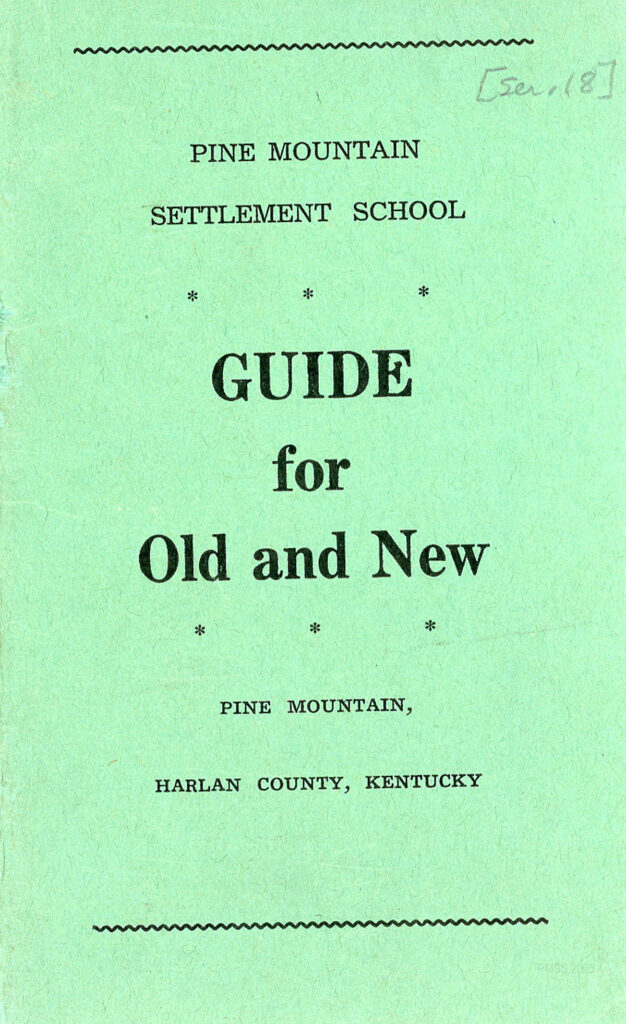 [ser. 18]
PINE MOUNTAIN
SETTLEMENT SCHOOL
* * *
GUIDE
for
Old and New
* * *
PINE MOUNTAIN,
HARLAN COUNTY, KENTUCKY